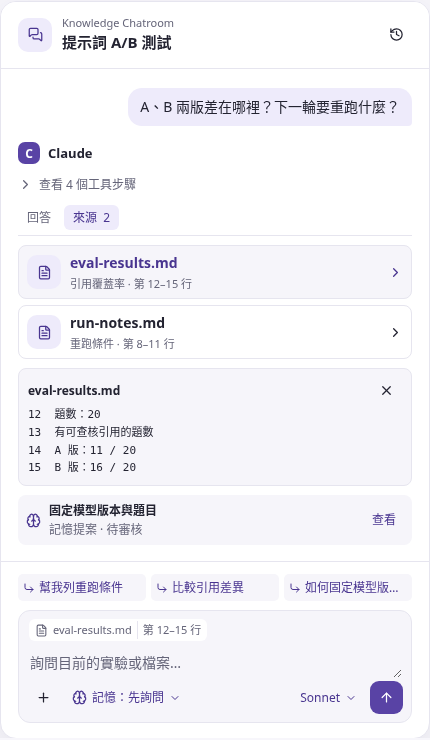 Knowledge Chatroom
提示詞 A/B 測試
A、B 兩版差在哪裡？下一輪要重跑什麼？
C Claude
查看 4 個工具步驟
回答 來源 2
eval-results.md
引用覆蓋率 · 第 12–15 行
run-notes.md
重跑條件 · 第 8–11 行
eval-results.md
12 題數：20
13 有可查核引用的題數
14 A 版：11 / 20
15 B 版：16 / 20
固定模型版本與題目
記憶提案 · 待審核
查看
幫我列重跑條件 比較引用差異 如何固定模型版…
eval-results.md 第 12–15 行
詢問目前的實驗或檔案…
記憶：先詢問 Sonnet